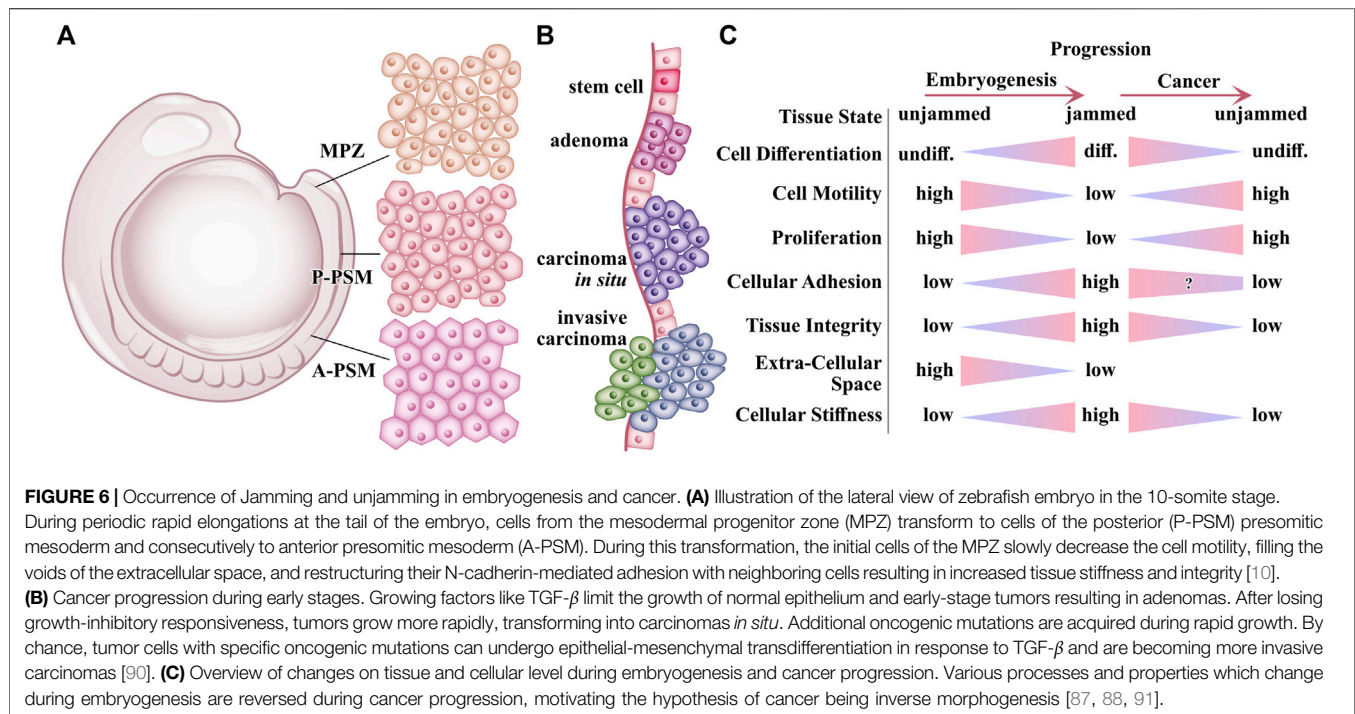 A
MPZ
P-PSM
A-PSM
B
stem cell
adenoma
carcinoma
in situ
invasive
carcinoma
C
Progression
Embryogenesis Cancer
Tissue State unjammed jammed unjammed
Cell Differentiation undiff. diff. undiff.
Cell Motility high low high
Proliferation high low high
Cellular Adhesion low high ? low
Tissue Integrity low high low
Extra-Cellular
Space high low
Cellular Stiffness low high low
FIGURE 6 | Occurrence of Jamming and unjamming in embryogenesis and cancer. (A) Illustration of the lateral view of zebrafish embryo in the 10-somite stage.
During periodic rapid elongations at the tail of the embryo, cells from the mesodermal progenitor zone (MPZ) transform to cells of the posterior (P-PSM) presomitic
mesoderm and consecutively to anterior presomitic mesoderm (A-PSM). During this transformation, the initial cells of the MPZ slowly decrease the cell motility, filling the
voids of the extracellular space, and restructuring their N-cadherin-mediated adhesion with neighboring cells resulting in increased tissue stiffness and integrity [10].
(B) Cancer progression during early stages. Growing factors like TGF-β limit the growth of normal epithelium and early-stage tumors resulting in adenomas. After losing
growth-inhibitory responsiveness, tumors grow more rapidly, transforming into carcinomas in situ. Additional oncogenic mutations are acquired during rapid growth. By
chance, tumor cells with specific oncogenic mutations can undergo epithelial-mesenchymal transdifferentiation in response to TGF-β and are becoming more invasive
carcinomas [90]. (C) Overview of changes on tissue and cellular level during embryogenesis and cancer progression. Various processes and properties which change
during embryogenesis are reversed during cancer progression, motivating the hypothesis of cancer being inverse morphogenesis [87, 88, 91].